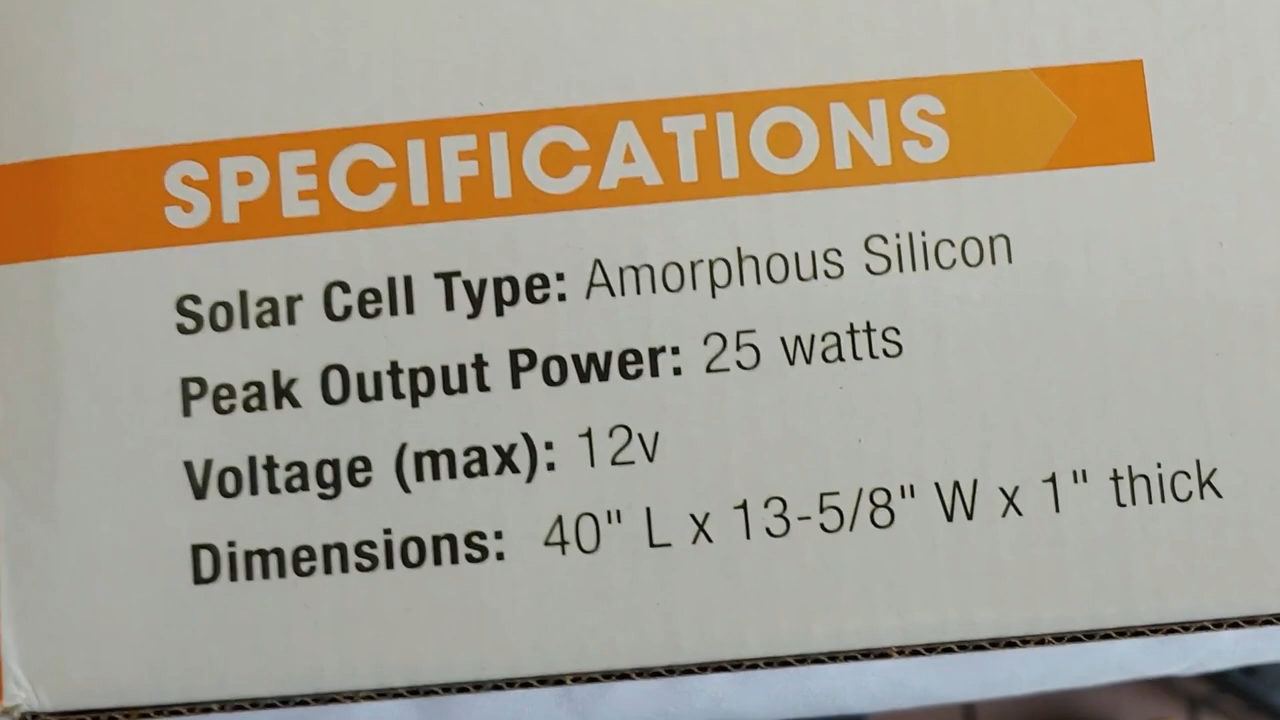 SPECIFICATIONS
Solar Cell Type: Amorphous Silicon
Peak Output Power: 25 watts
Voltage (max): 12v
Dimensions: 40" L x 13-5/8" W x 1" thick